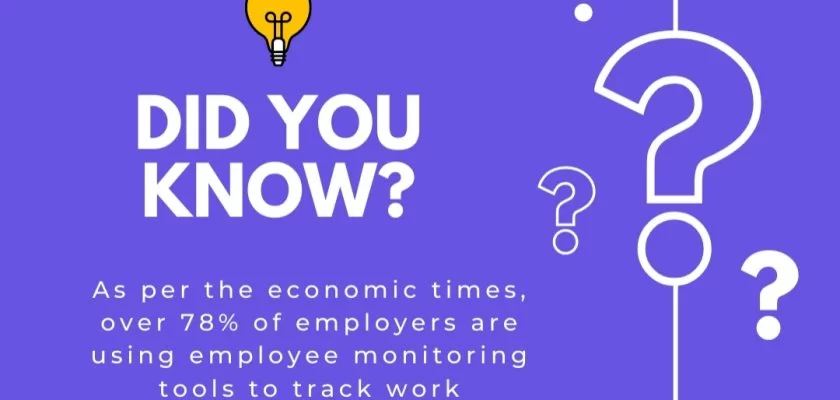 DID YOU
KNOW?
As per the economic times,
over 78% of employers are
using employee monitoring
tools to track work